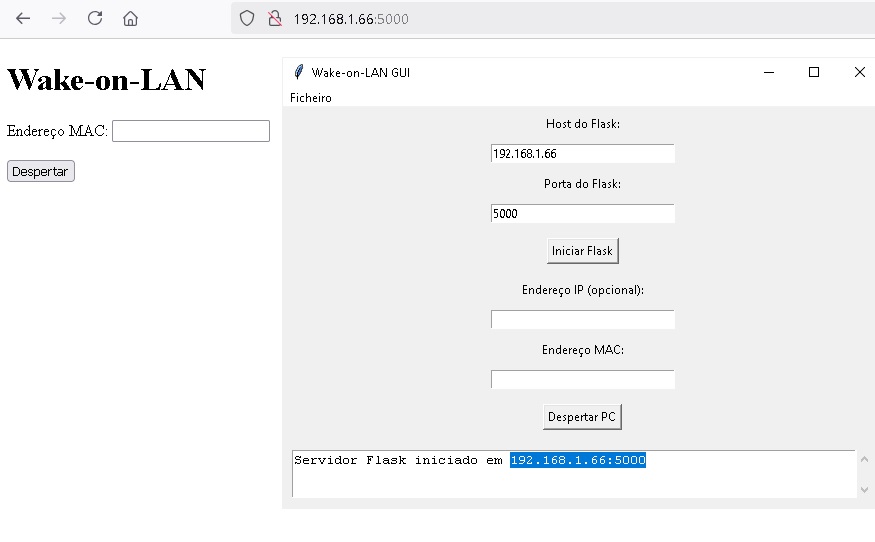 192.168.1.66:5000
Wake-on-LAN
Endereço MAC:
Despertar
Wake-on-LAN GUI
Ficheiro
Host do Flask:
192.168.1.66
Porta do Flask:
5000
Iniciar Flask
Endereço IP (opcional):
Endereço MAC:
Despertar PC
Servidor Flask iniciado em 192.168.1.66:5000